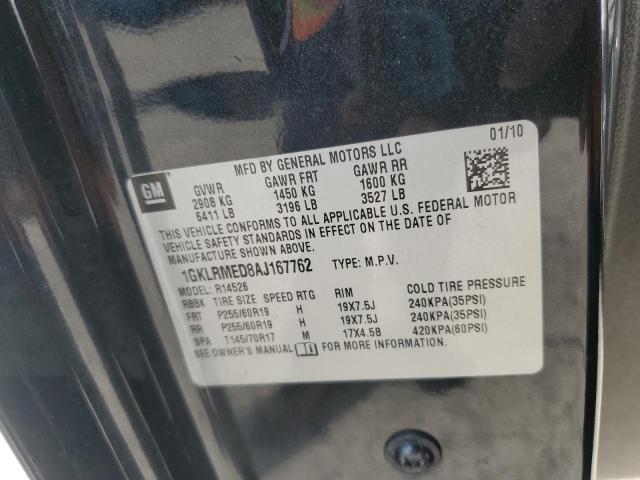 MFD BY GENERAL MOTORS LLC 01/10
GM GVWR GAWR FRT GAWR RR
2908 KG 1450 KG 1600 KG
6411 LB 3196 LB 3527 LB
THIS VEHICLE CONFORMS TO ALL APPLICABLE U.S. FEDERAL MOTOR
VEHICLE SAFETY STANDARDS IN EFFECT ON THE DATE OF
MANUFACTURE SHOWN ABOVE.
1GKLRMED8AJ167762 TYPE: M.P.V.
MODEL: R14526
RBBK TIRE SIZE SPEED RTG RIM COLD TIRE PRESSURE
FRT P255/60R19 H 19X7.5J 240KPA(35PSI)
RR P255/60R19 H 19X7.5J 240KPA(35PSI)
SPA T145/70R17 M 17X4.5B 420KPA(60PSI)
SEE OWNER'S MANUAL FOR MORE INFORMATION.